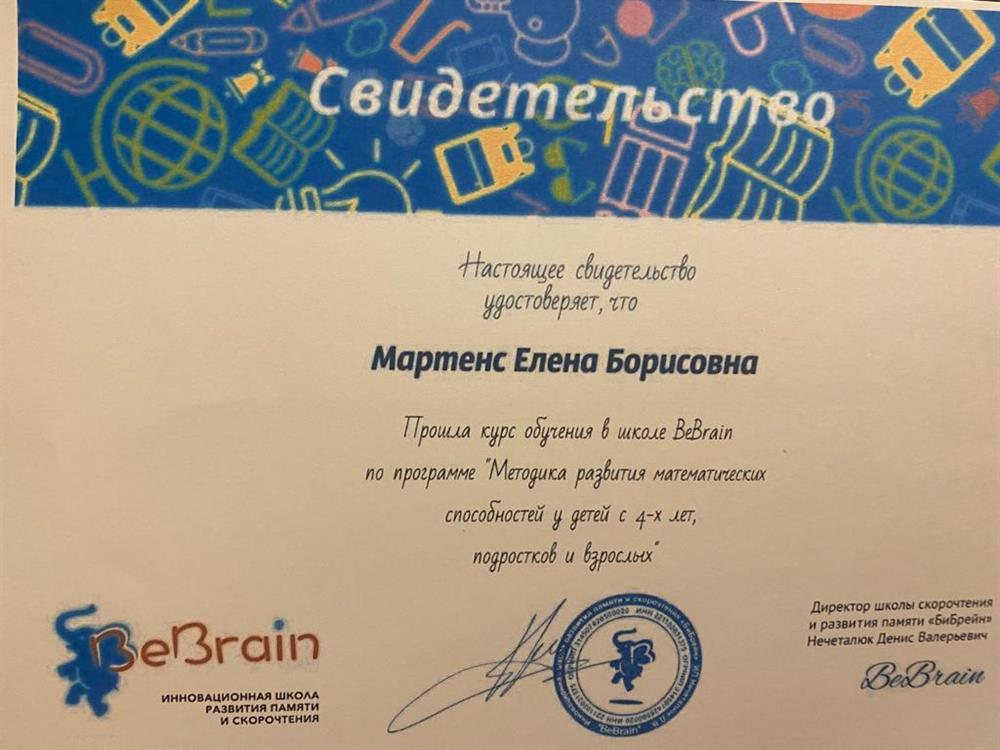 Свидетельство
Настоящее свидетельство
удостоверяет, что
Мартенс Елена Борисовна
Прошла курс обучения в школе BeBrain
по программе "Методика развития математических
способностей у детей с 4-х лет,
подростков и взрослых"
BeBrain
ИННОВАЦИОННАЯ ШКОЛА
РАЗВИТИЯ ПАМЯТИ
И СКОРОЧТЕНИЯ
"BeBrain"
Директор школы скорочтения
и развития памяти «БиБрейн»
Нечеталюк Денис Валерьевич
BeBrain